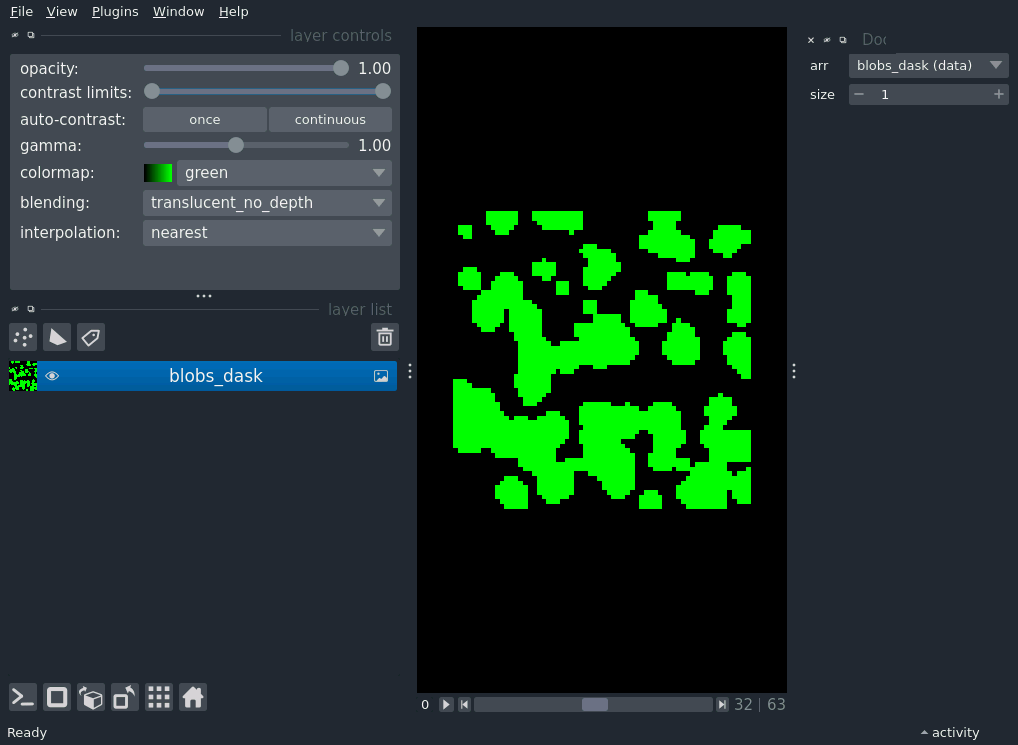 File View Plugins Window Help
layer controls
opacity: 1.00
contrast limits:
auto-contrast: once continuous
gamma: 1.00
colormap: green
blending: translucent_no_depth
interpolation: nearest
layer list
blobs_dask
arr blobs_dask (data)
size 1
0 32 63
Ready
activity